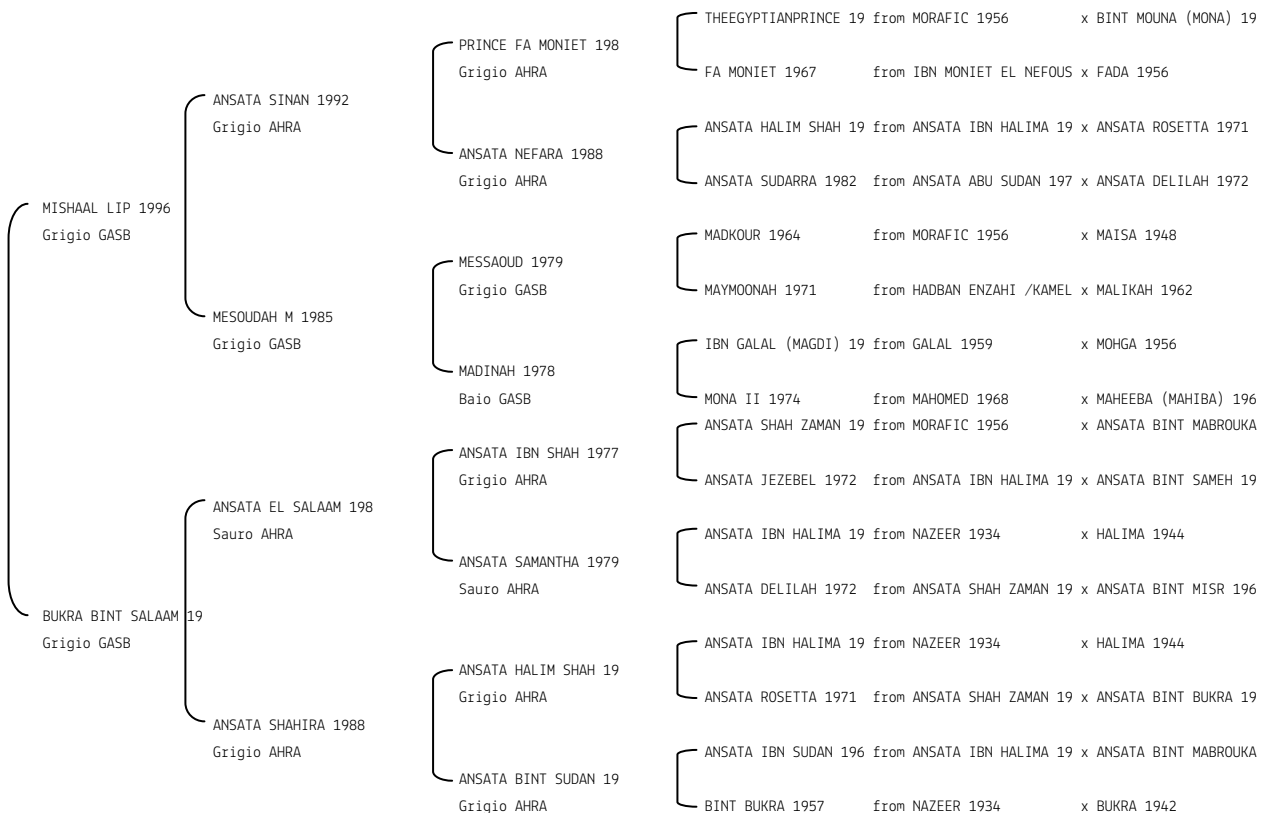 THEEGYPTIANPRINCE 19 from MORAFIC 1956 x BINT MOUNA (MONA) 19
PRINCE FA MONIET 198
Grigio AHRA
FA MONIET 1967 from IBN MONIET EL NEFOUS x FADA 1956
ANSATA SINAN 1992
Grigio AHRA
ANSATA HALIM SHAH 19 from ANSATA IBN HALIMA 19 x ANSATA ROSETTA 1971
ANSATA NEFARA 1988
Grigio AHRA
ANSATA SUDARRA 1982 from ANSATA ABU SUDAN 197 x ANSATA DELILAH 1972
MISHAAL LIP 1996
Grigio GASB
MADKOUR 1964 from MORAFIC 1956 x MAISA 1948
MESSAOUD 1979
Grigio GASB
MAYMOONAH 1971 from HADBAN ENZAHI /KAMEL x MALIKAH 1962
MESOUDAH M 1985
Grigio GASB
IBN GALAL (MAGDI) 19 from GALAL 1959 x MOHGA 1956
MADINAH 1978
Baio GASB
MONA II 1974 from MAHOMED 1968 x MAHEEBA (MAHIBA) 196
ANSATA SHAH ZAMAN 19 from MORAFIC 1956 x ANSATA BINT MABROUKA
ANSATA IBN SHAH 1977
Grigio AHRA
ANSATA JEZEBEL 1972 from ANSATA IBN HALIMA 19 x ANSATA BINT SAMEH 19
ANSATA EL SALAAM 198
Sauro AHRA
ANSATA IBN HALIMA 19 from NAZEER 1934 x HALIMA 1944
ANSATA SAMANTHA 1979
Sauro AHRA
ANSATA DELILAH 1972 from ANSATA SHAH ZAMAN 19 x ANSATA BINT MISR 196
BUKRA BINT SALAAM 19
Grigio GASB
ANSATA IBN HALIMA 19 from NAZEER 1934 x HALIMA 1944
ANSATA HALIM SHAH 19
Grigio AHRA
ANSATA ROSETTA 1971 from ANSATA SHAH ZAMAN 19 x ANSATA BINT BUKRA 19
ANSATA SHAHIRA 1988
Grigio AHRA
ANSATA IBN SUDAN 196 from ANSATA IBN HALIMA 19 x ANSATA BINT MABROUKA
ANSATA BINT SUDAN 19
Grigio AHRA
BINT BUKRA 1957 from NAZEER 1934 x BUKRA 1942